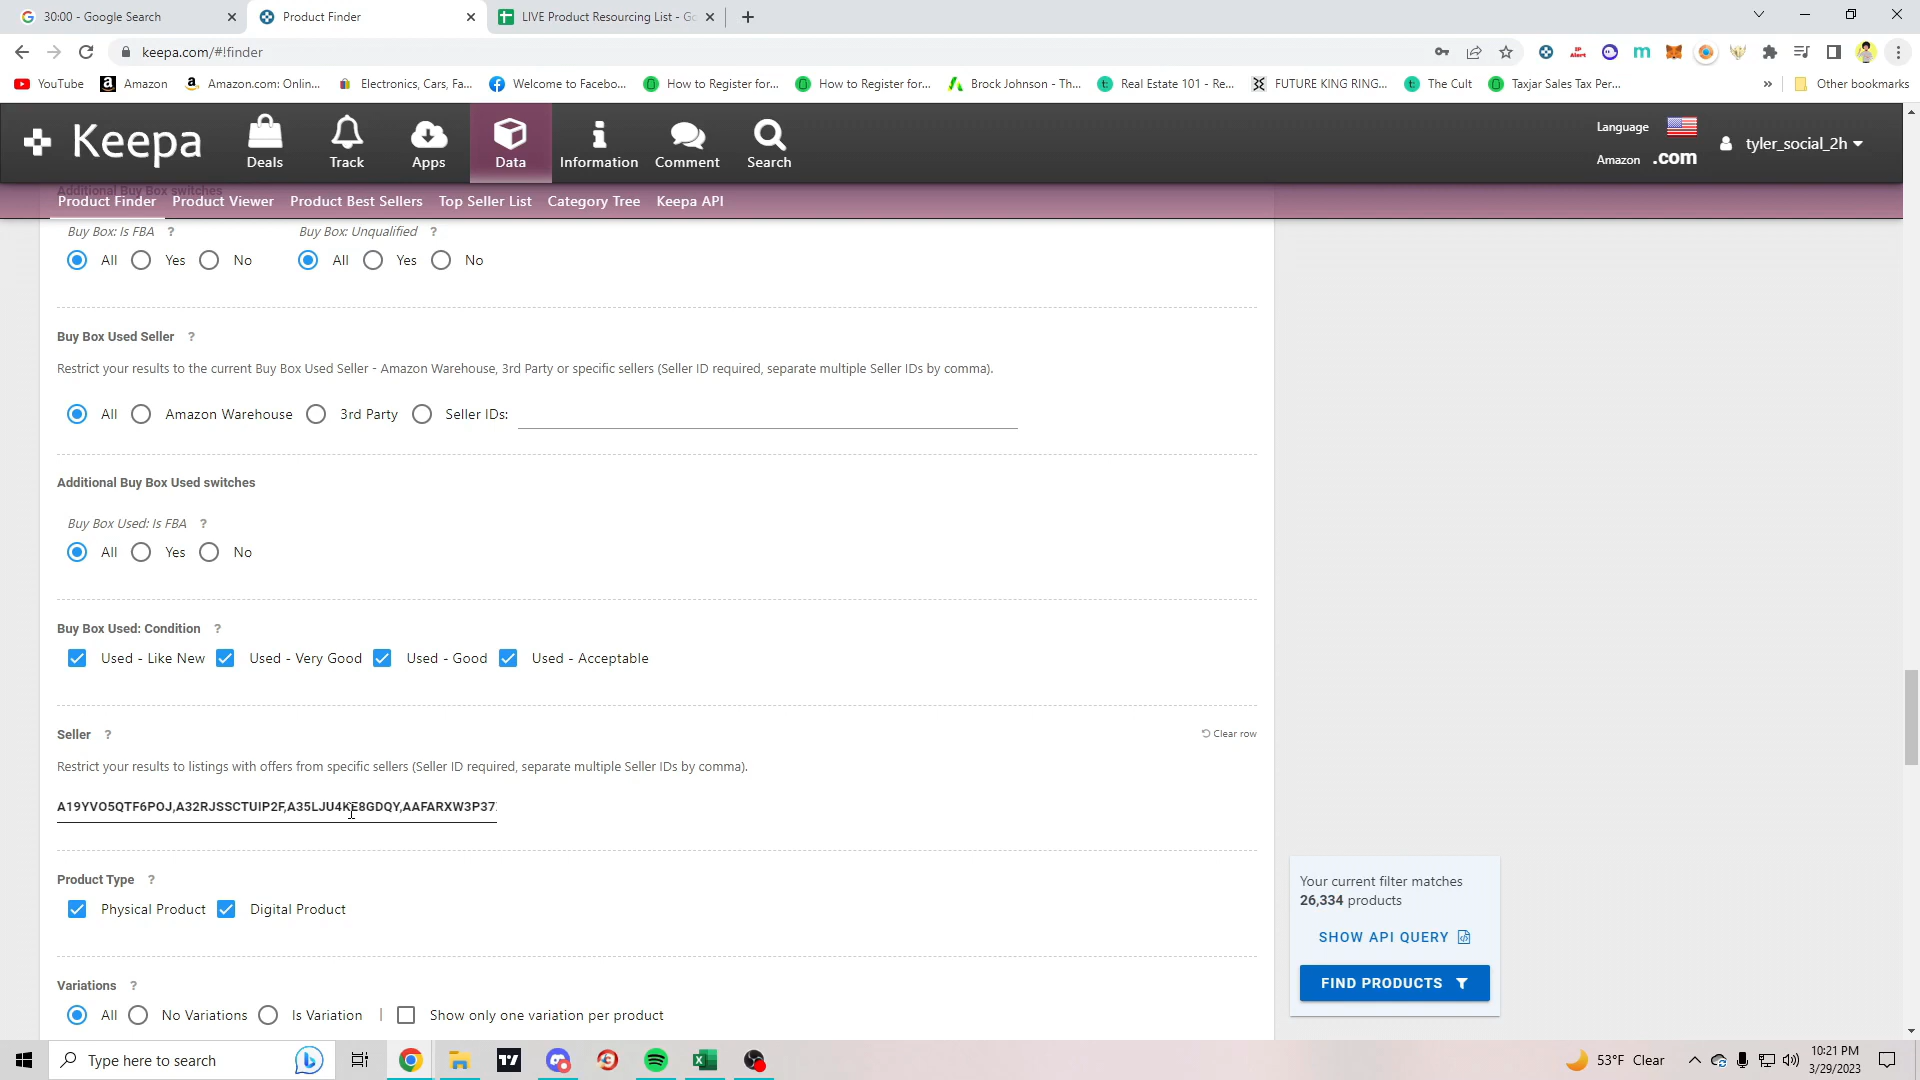 30:00 - Google Search
Product Finder
LIVE Product Resourcing List - Go
keepa.com/#!finder
YouTube
Amazon
Amazon.com: Onlin...
Electronics, Cars, Fa...
Welcome to Facebo...
How to Register for...
How to Register for...
Brock Johnson - Th...
Real Estate 101 - Re...
FUTURE KING RING...
The Cult
Taxjar Sales Tax Per...
»
Other bookmarks
Keepa
Deals
Track
Apps
Data
Information
Comment
Search
Language
Amazon .com
tyler_social_2h
Additional Buy Box switches
Product Finder
Product Viewer
Product Best Sellers
Top Seller List
Category Tree
Keepa API
Buy Box: Is FBA ?
Buy Box: Unqualified ?
All Yes No
All Yes No
Buy Box Used Seller ?
Restrict your results to the current Buy Box Used Seller - Amazon Warehouse, 3rd Party or specific sellers (Seller ID required, separate multiple Seller IDs by comma).
All Amazon Warehouse 3rd Party Seller IDs:
Additional Buy Box Used switches
Buy Box Used: Is FBA ?
All Yes No
Buy Box Used: Condition ?
Used - Like New Used - Very Good Used - Good Used - Acceptable
Seller ?
Clear row
Restrict your results to listings with offers from specific sellers (Seller ID required, separate multiple Seller IDs by comma).
A19YVO5QTF6POJ,A32RJSSCTUIP2F,A35LJU4KE8GDQY,AAFARXW3P37
Product Type ?
Physical Product Digital Product
Your current filter matches
26,334 products
SHOW API QUERY
FIND PRODUCTS
Variations ?
All No Variations Is Variation | Show only one variation per product
Type here to search
53°F Clear
10:21 PM
3/29/2023